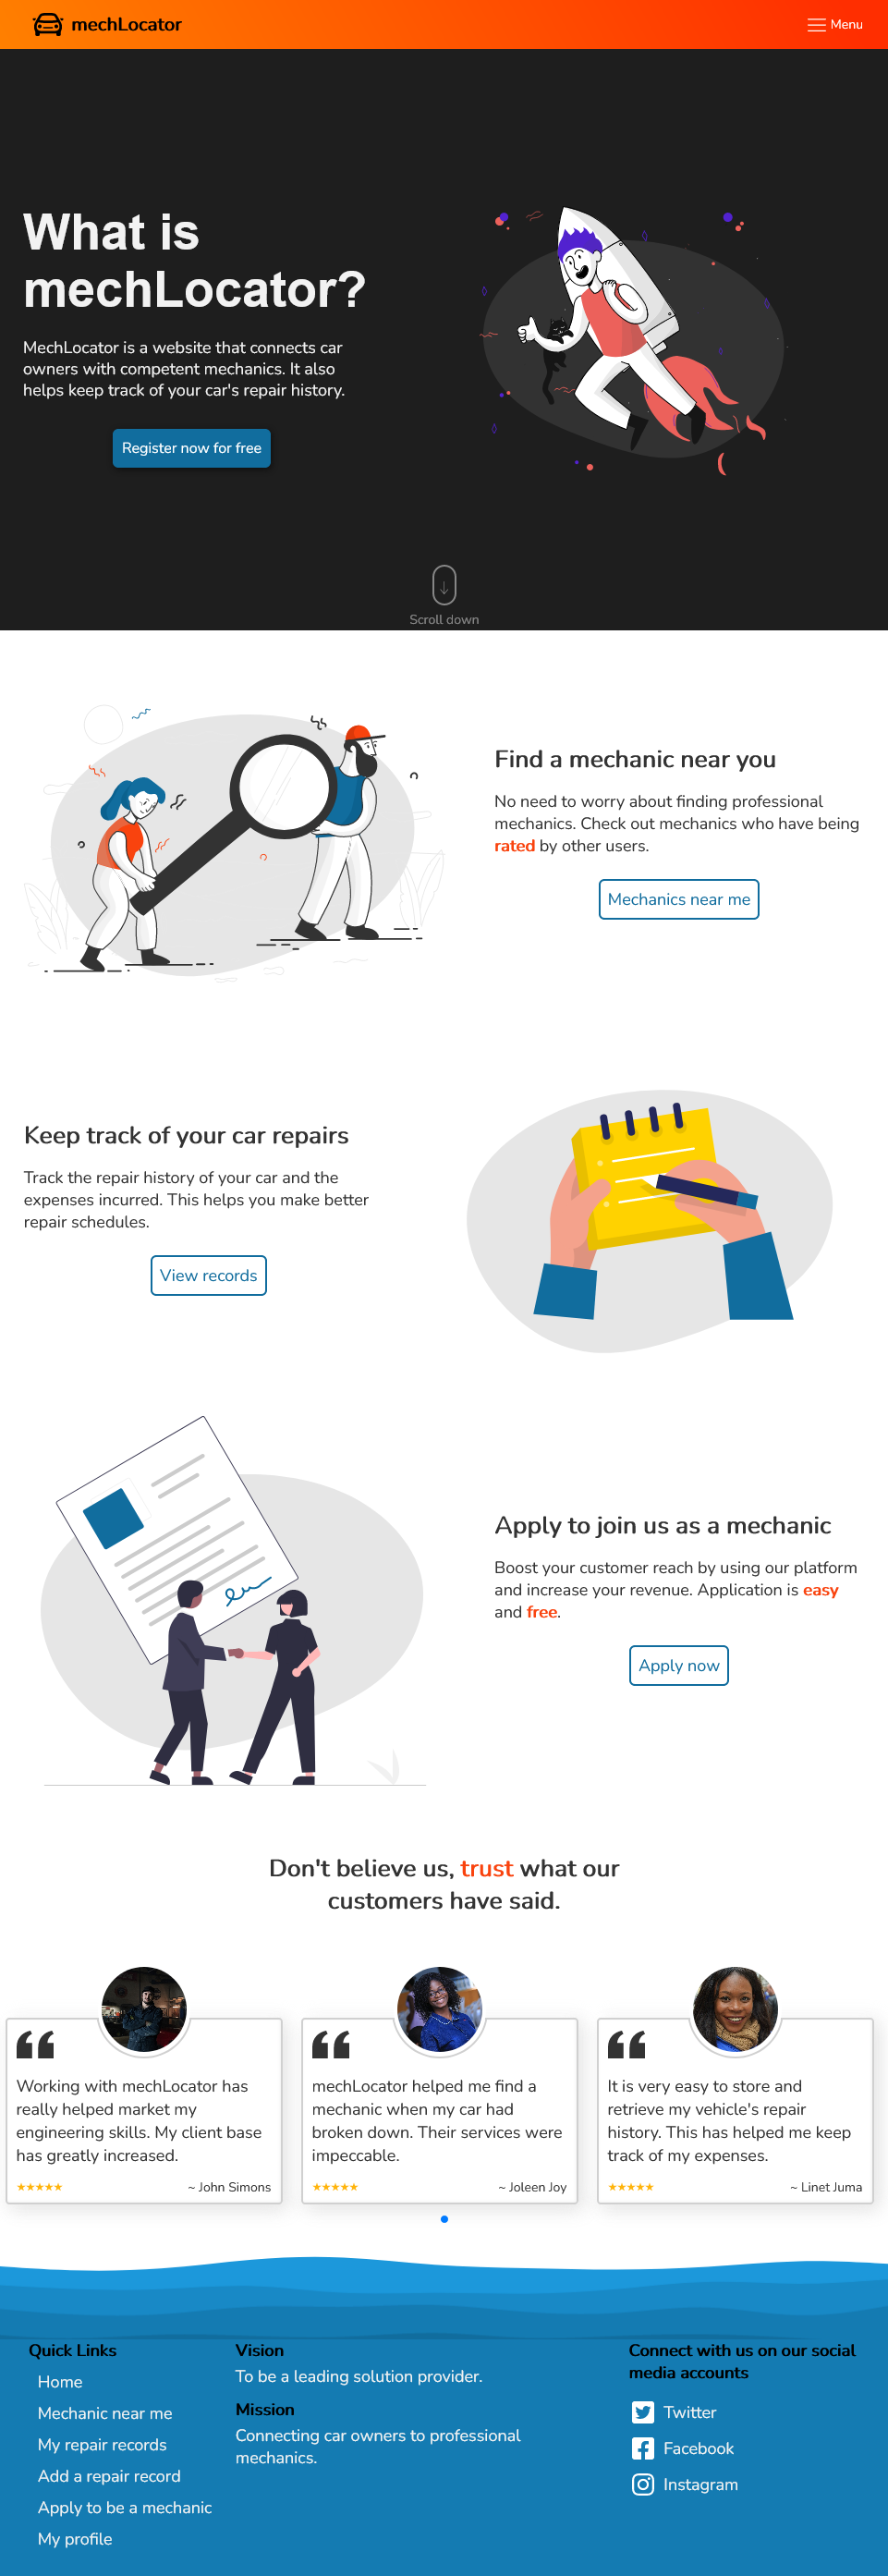 mechLocator
Menu
What is
mechLocator?
MechLocator is a website that connects car
owners with competent mechanics. It also
helps keep track of your car's repair history.
Register now for free
Scroll down
Find a mechanic near you
No need to worry about finding professional
mechanics. Check out mechanics who have being
rated by other users.
Mechanics near me
Keep track of your car repairs
Track the repair history of your car and the
expenses incurred. This helps you make better
repair schedules.
View records
Apply to join us as a mechanic
Boost your customer reach by using our platform
and increase your revenue. Application is easy
and free.
Apply now
Don't believe us, trust what our
customers have said.
Working with mechLocator has
really helped market my
engineering skills. My client base
has greatly increased.
~ John Simons
mechLocator helped me find a
mechanic when my car had
broken down. Their services were
impeccable.
~ Joleen Joy
It is very easy to store and
retrieve my vehicle's repair
history. This has helped me keep
track of my expenses.
~ Linet Juma
Quick Links
Home
Mechanic near me
My repair records
Add a repair record
Apply to be a mechanic
My profile
Vision
To be a leading solution provider.
Mission
Connecting car owners to professional
mechanics.
Connect with us on our social
media accounts
Twitter
Facebook
Instagram